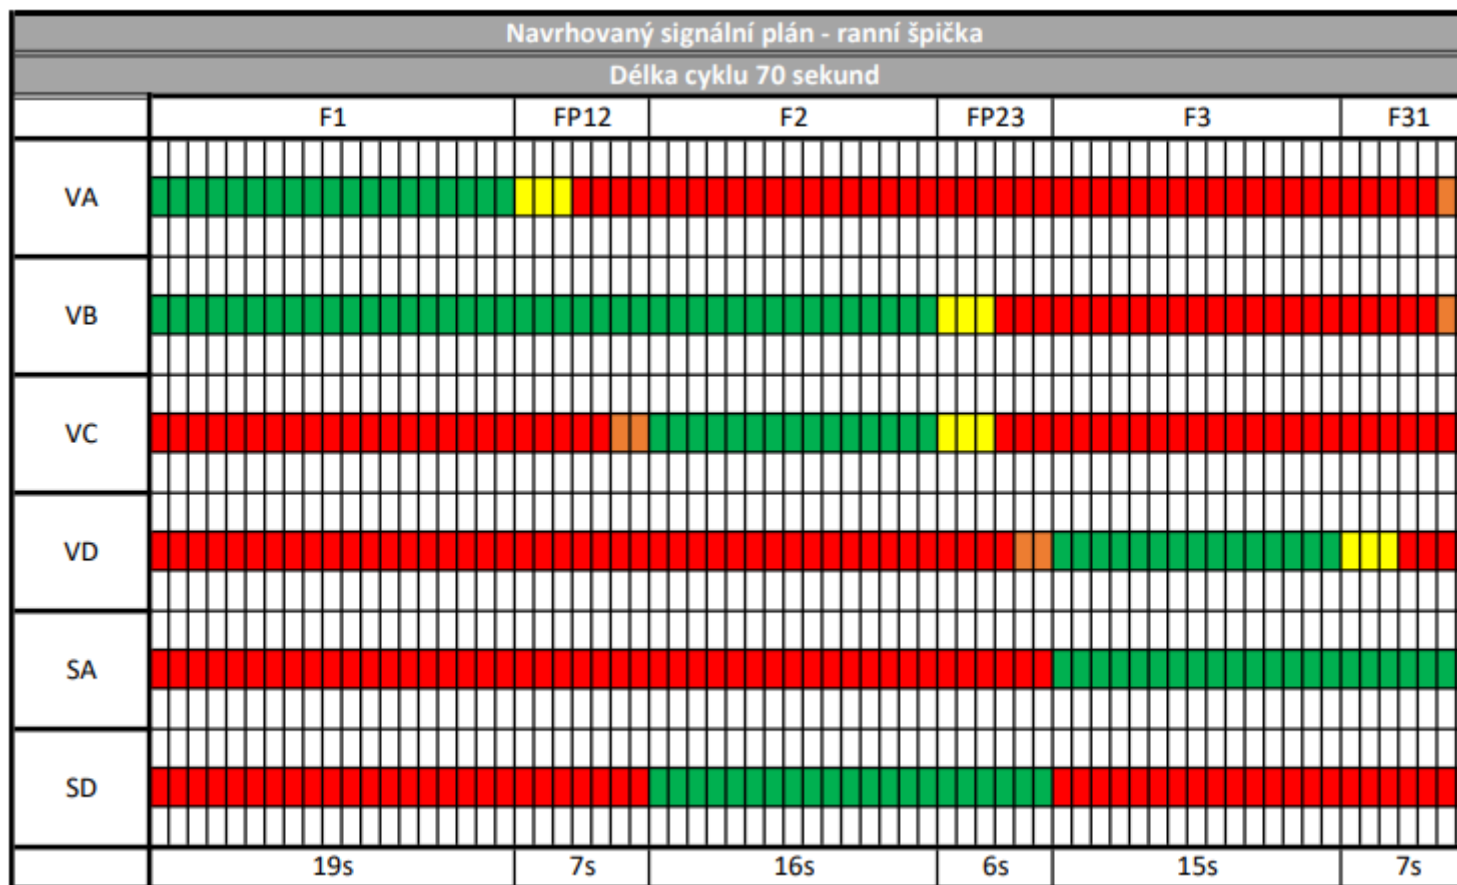 Navrhovaný signální plán - ranní špička
Délka cyklu 70 sekund
F1 FP12 F2 FP23 F3 F31
VA
VB
VC
VD
SA
SD
19s 7s 16s 6s 15s 7s